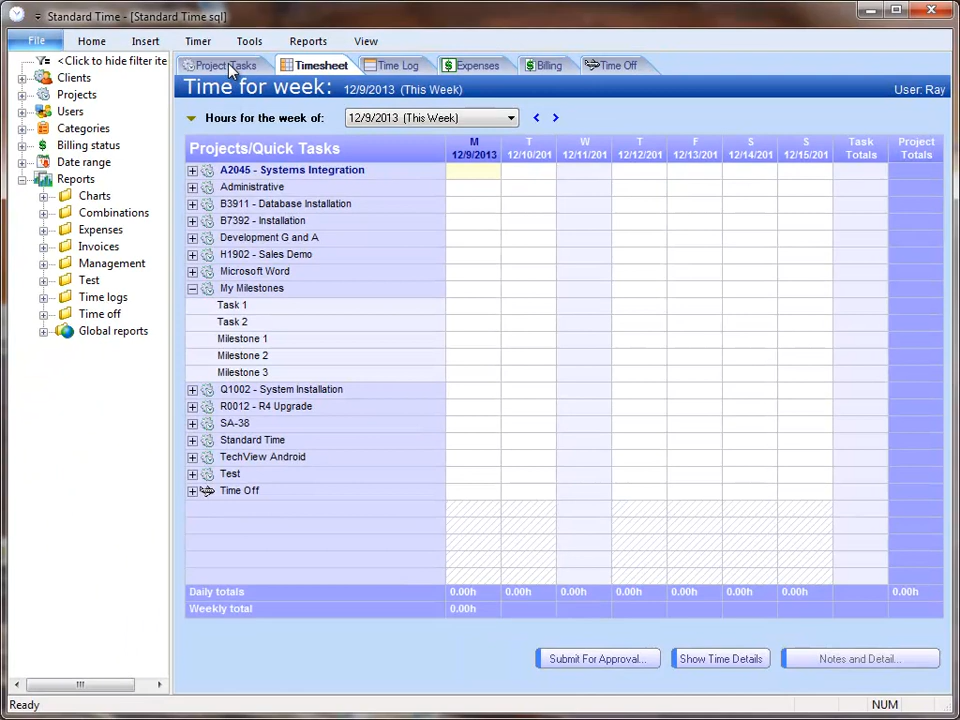 Standard Time - [Standard Time sql]
File Home Insert Timer Tools Reports View
<Click to hide filter ite
Clients
Projects
Users
Categories
Billing status
Date range
Reports
Charts
Combinations
Expenses
Invoices
Management
Test
Time logs
Time off
Global reports
Project Tasks Timesheet Time Log Expenses Billing Time Off
Time for week: 12/9/2013 (This Week) User: Ray
Hours for the week of: 12/9/2013 (This Week) < >
Projects/Quick Tasks M T W T F S S Task Project
12/9/2013 12/10/201 12/11/201 12/12/201 12/13/201 12/14/201 12/15/201 Totals Totals
A2045 - Systems Integration
Administrative
B3911 - Database Installation
B7392 - Installation
Development G and A
H1902 - Sales Demo
Microsoft Word
My Milestones
Task 1
Task 2
Milestone 1
Milestone 2
Milestone 3
Q1002 - System Installation
R0012 - R4 Upgrade
SA-38
Standard Time
TechView Android
Test
Time Off
Daily totals 0.00h 0.00h 0.00h 0.00h 0.00h 0.00h 0.00h 0.00h
Weekly total 0.00h
Submit For Approval... Show Time Details Notes and Detail...
Ready NUM